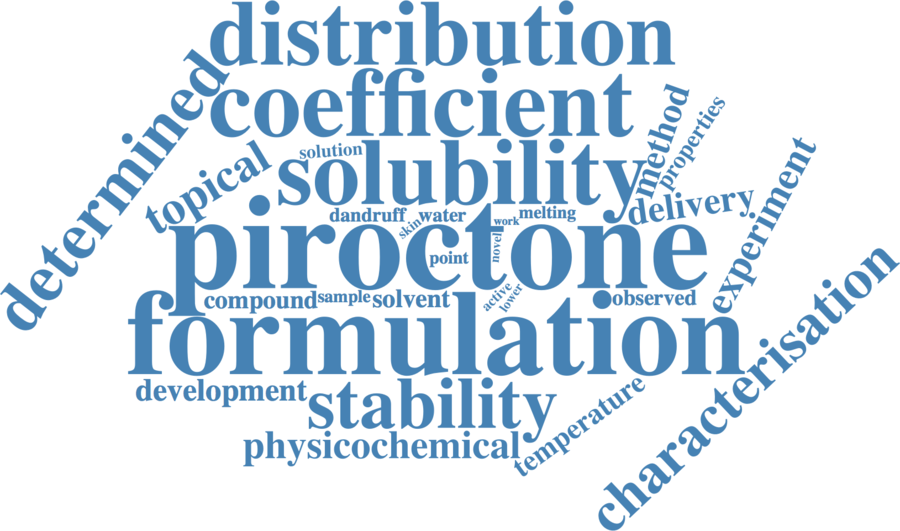 distribution
coefficient
determined
method
properties
solution
solubility
topical
experiment
delivery
dandruff
water
work
melting
skin
piroctone
novel
point
characterisation
compound
sample
solvent
active
lower
observed
formulation
development
stability
temperature
physicochemical